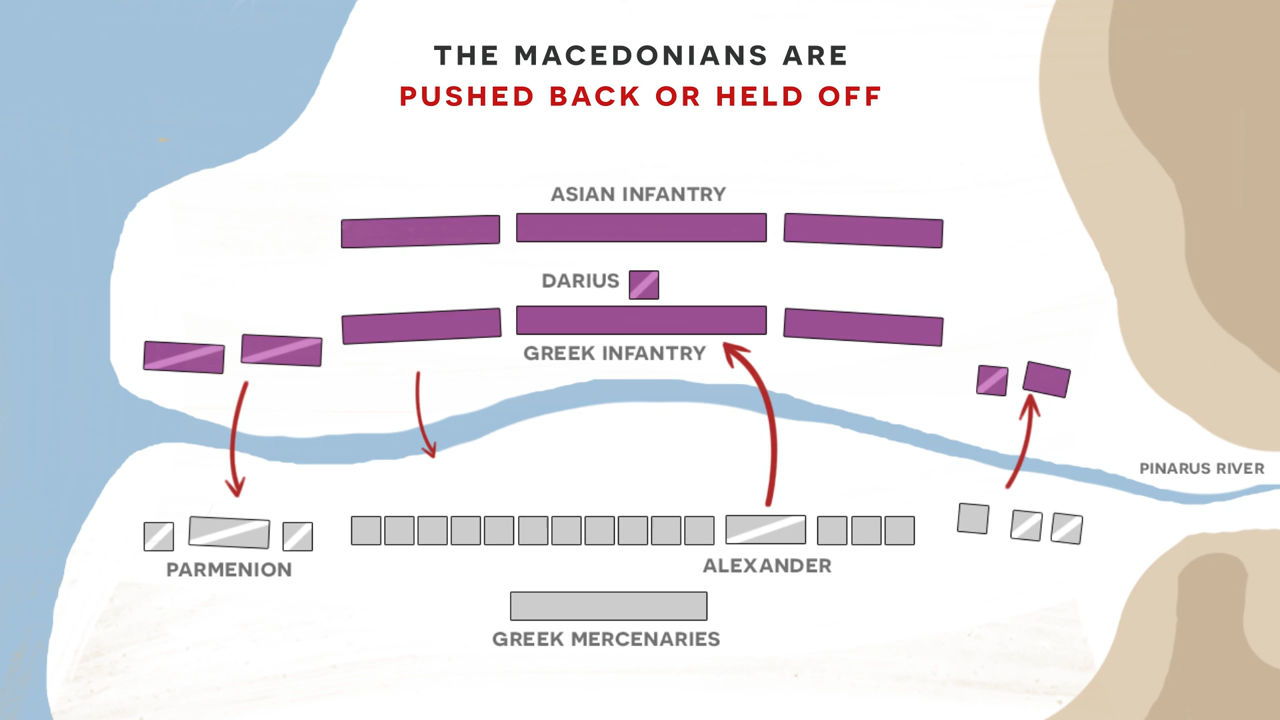 THE MACEDONIANS ARE
PUSHED BACK OR HELD OFF
ASIAN INFANTRY
DARIUS
GREEK INFANTRY
PINARUS RIVER
PARMENION
ALEXANDER
GREEK MERCENARIES